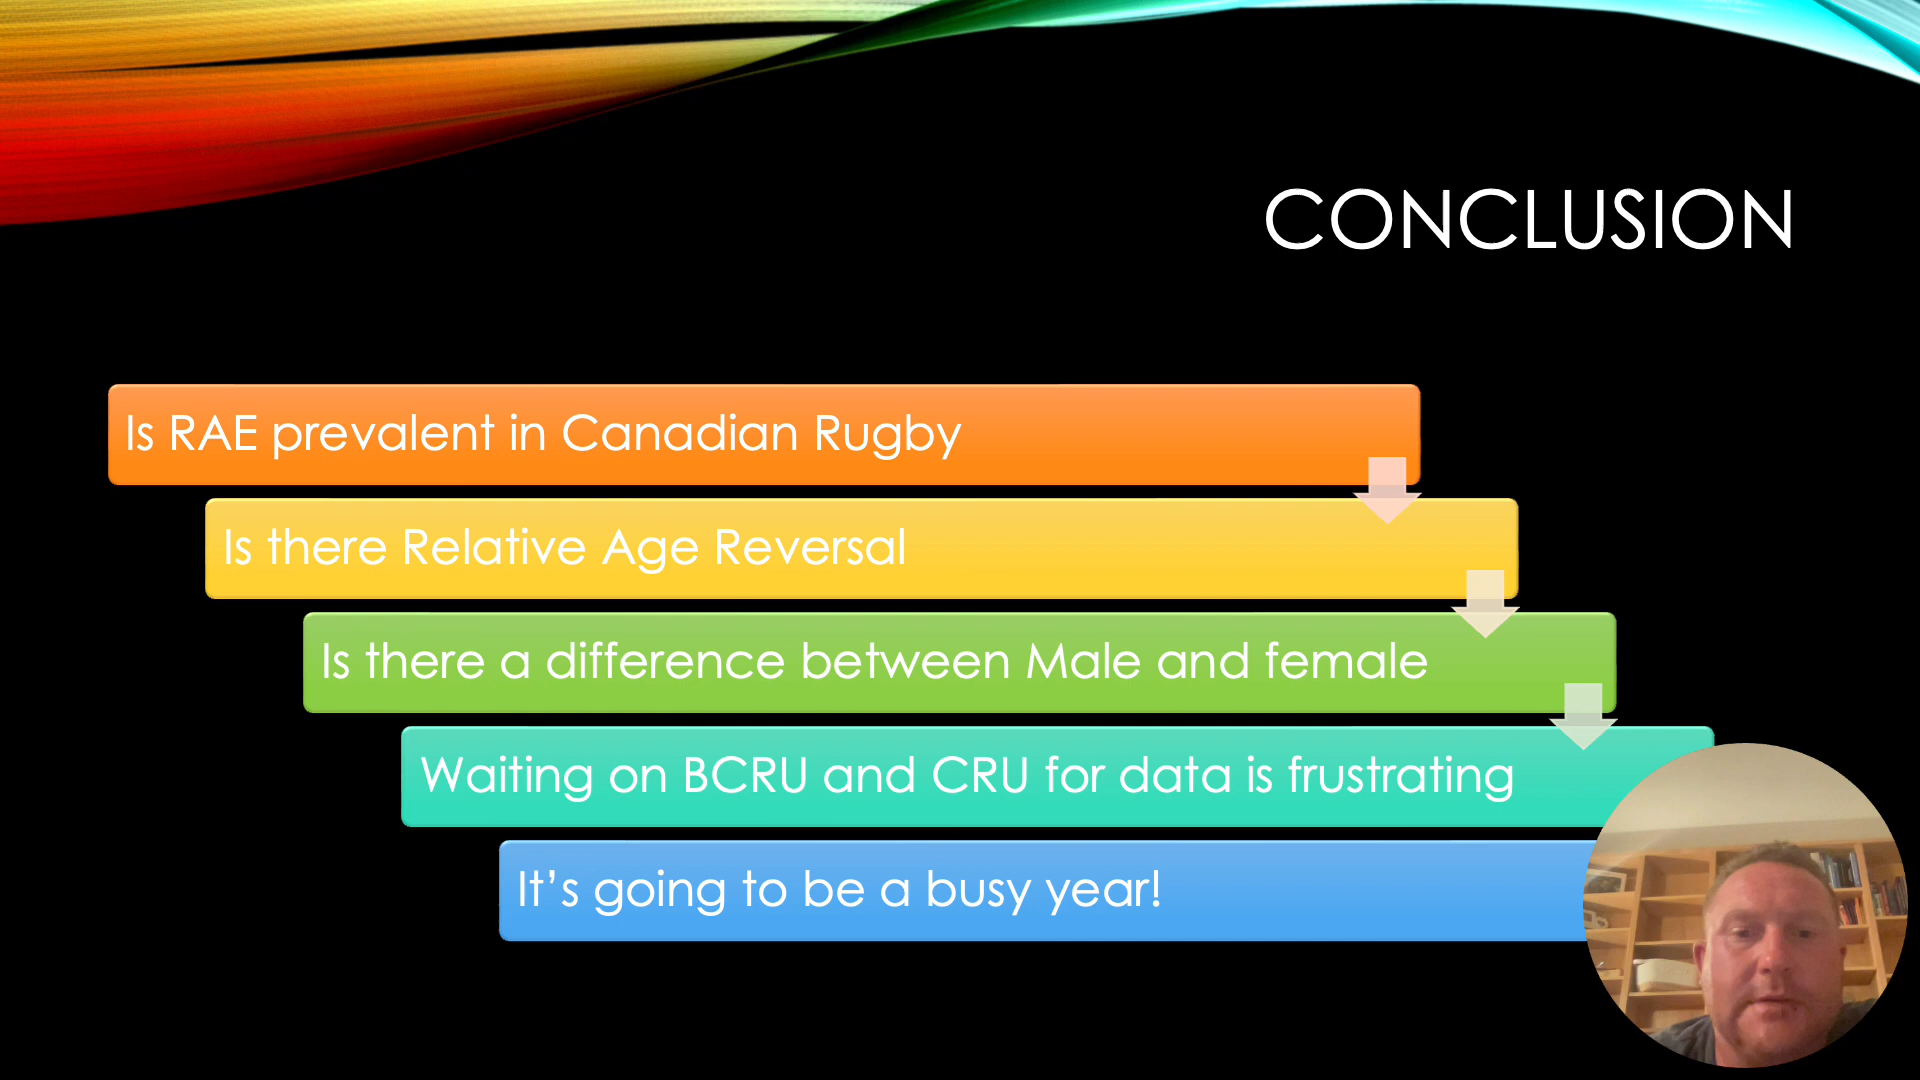 CONCLUSION
Is RAE prevalent in Canadian Rugby
Is there Relative Age Reversal
Is there a difference between Male and female
Waiting on BCRU and CRU for data is frustrating
It’s going to be a busy year!